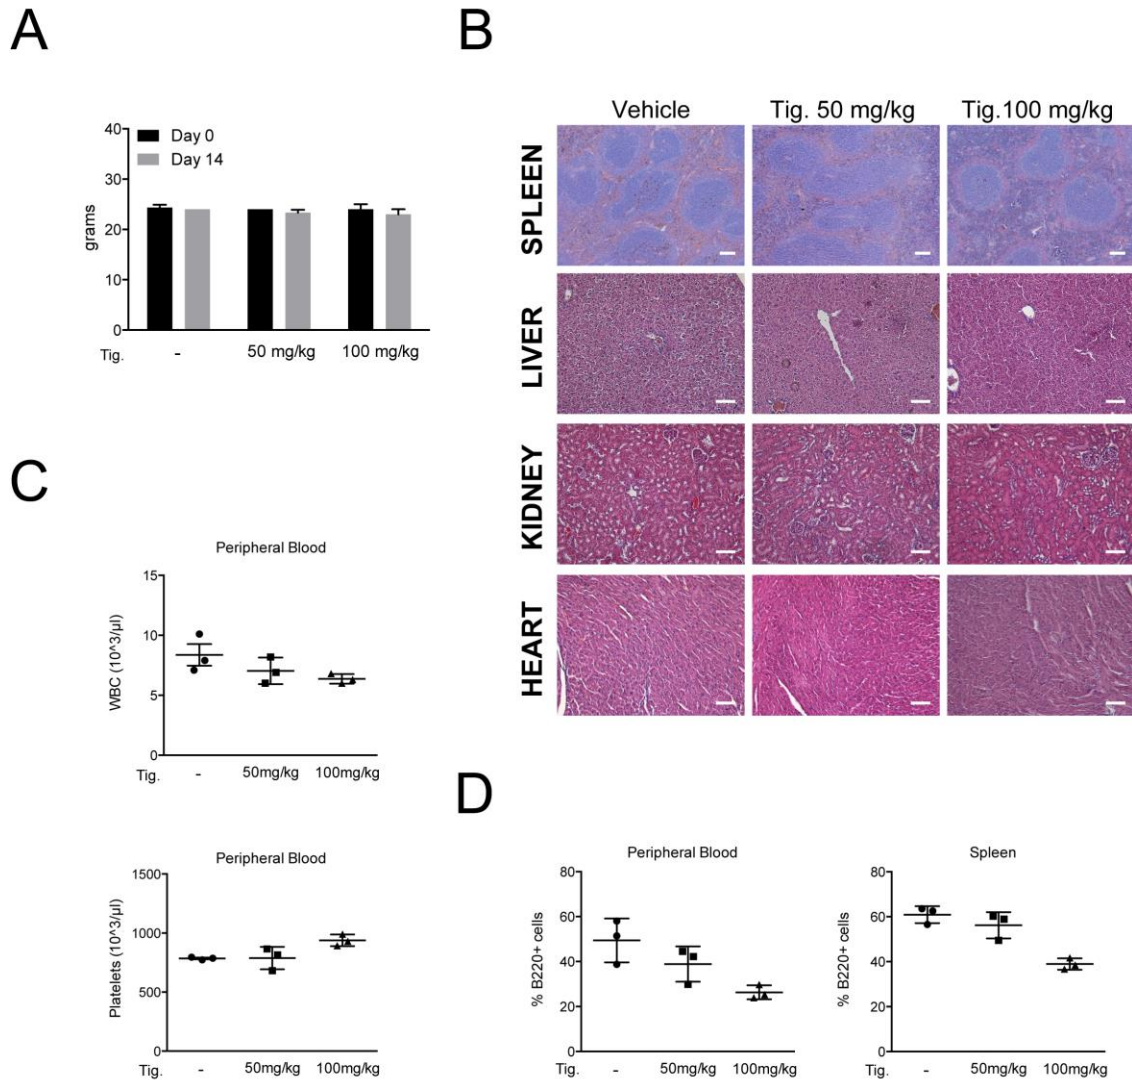 A
40
30
20
10
0
grams
Day 0
Day 14
Tig.
-
50 mg/kg
100 mg/kg
B
Vehicle
Tig. 50 mg/kg
Tig.100 mg/kg
SPLEEN
LIVER
KIDNEY
HEART
C
Peripheral Blood
15
10
5
0
WBC (10^3/µl)
Tig.
-
50mg/kg
100mg/kg
Peripheral Blood
1500
1000
500
0
Platelets (10^3/µl)
Tig.
-
50mg/kg
100mg/kg
D
Peripheral Blood
80
60
40
20
0
% B220+ cells
Tig.
-
50mg/kg
100mg/kg
Spleen
80
60
40
20
0
% B220+ cells
Tig.
-
50mg/kg
100mg/kg